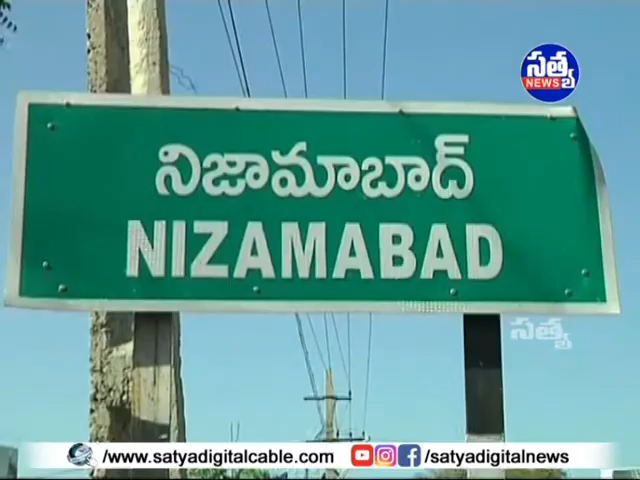 సత్య
NEWS
నిజామాబాద్
NIZAMABAD
సత్య
/www.satyadigitalcable.com/
/satyadigitalnews